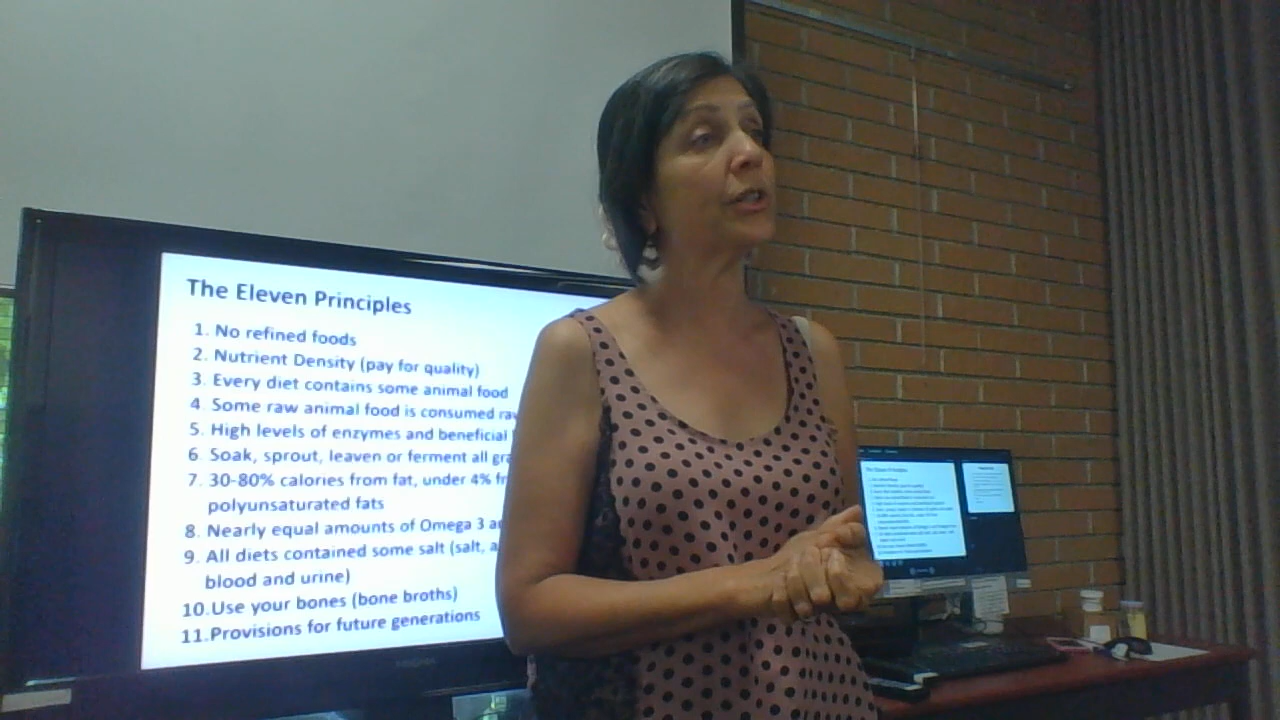 The Eleven Principles
1. No refined foods
2. Nutrient Density (pay for quality)
3. Every diet contains some animal food
4. Some raw animal food is consumed
5. High levels of enzymes and beneficial
6. Soak, sprout, leaven or ferment all
7. 30-80% calories from fat, under 4%
polyunsaturated fats
8. Nearly equal amounts of Omega 3
9. All diets contained some salt (salt,
blood and urine)
10. Use your bones (bone broths)
11. Provisions for future generations
The Eleven Principles